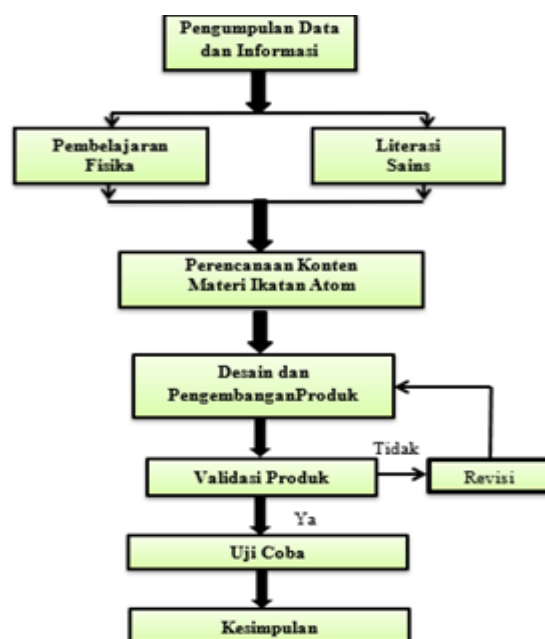 Pengumpulan Data
dan Informasi
Pembelajaran
Fisika
Literasi
Sains
Perencanaan Konten
Materi Ikatan Atom
Desain dan
PengembanganProduk
Tidak
Validasi Produk
Revisi
Ya
Uji Coba
Kesimpulan